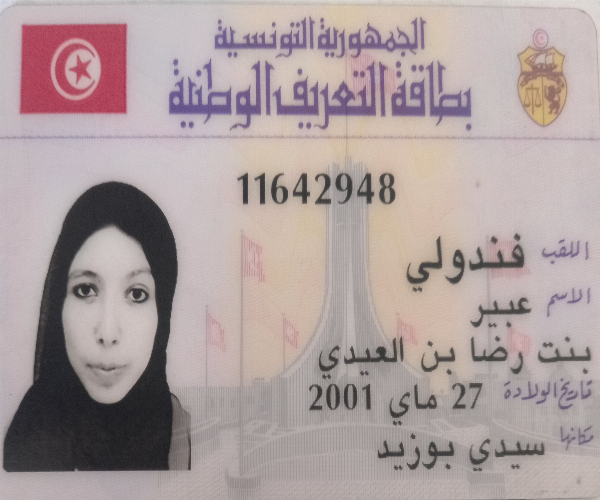 الجمهورية التونسية
بطاقة التعريف الوطنية
11642948
اللقب فندولي
الاسم عبير
بنت رضا بن العيدي
تاريخ الولادة 27 ماي 2001
مكانها سيدي بوزيد